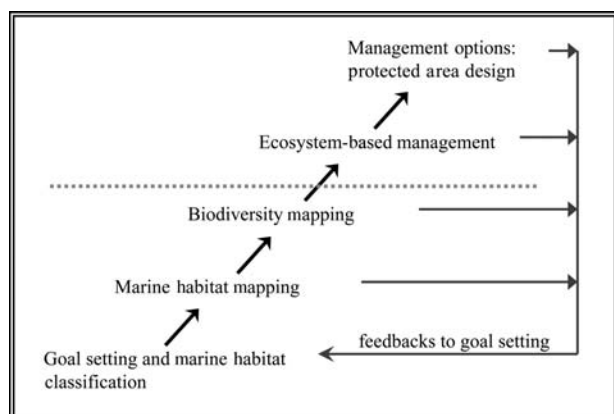 Management options:
protected area design
Ecosystem-based management
Biodiversity mapping
Marine habitat mapping
feedbacks to goal setting
Goal setting and marine habitat
classification